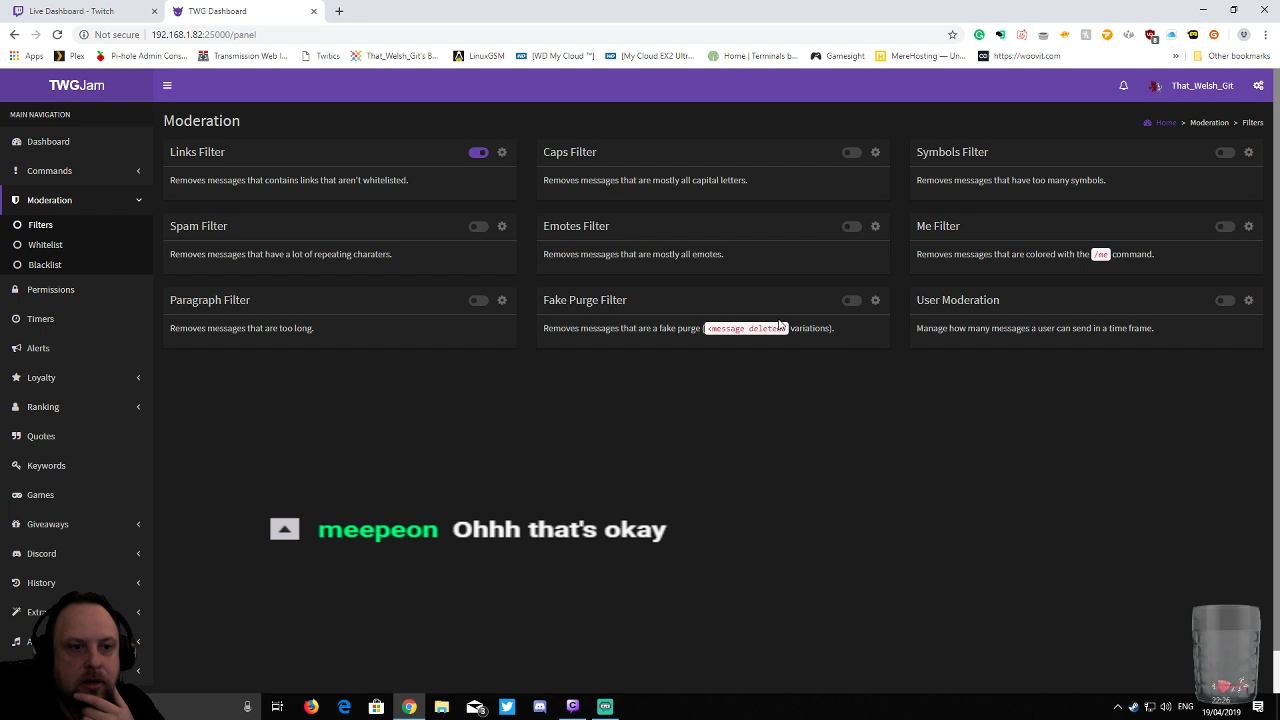 Live Dashboard - Twitch
TWG Dashboard
Not secure 192.168.1.82:25000/panel
Apps Plex Pi-hole Admin Cons... Transmission Web I... Twitics That_Welsh_Git's B... LinuxGSM [WD My Cloud™] [My Cloud EX2 Ultr... Home | Terminals b... Gamesight MereHosting :: Your... https://woovit.com » Other bookmarks
TWGJam
That_Welsh_Git
MAIN NAVIGATION
Dashboard
Commands
Moderation
Filters
Whitelist
Blacklist
Permissions
Timers
Alerts
Loyalty
Ranking
Quotes
Keywords
Games
Giveaways
Discord
History
Extra
Moderation
Home > Moderation > Filters
Links Filter
Removes messages that contains links that aren't whitelisted.
Caps Filter
Removes messages that are mostly all capital letters.
Symbols Filter
Removes messages that have too many symbols.
Spam Filter
Removes messages that have a lot of repeating charaters.
Emotes Filter
Removes messages that are mostly all emotes.
Me Filter
Removes messages that are colored with the /me command.
Paragraph Filter
Removes messages that are too long.
Fake Purge Filter
Removes messages that are a fake purge (<message delete variations).
User Moderation
Manage how many messages a user can send in a time frame.
meepeon Ohhh that's okay
ENG
22:26
19/04/2019